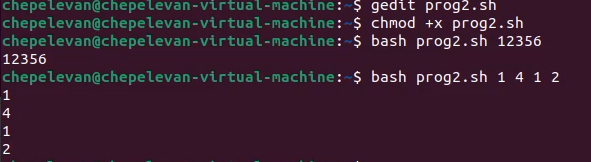 chepelevan@chepelevan-virtual-machine:~$ gedit prog2.sh
chepelevan@chepelevan-virtual-machine:~$ chmod +x prog2.sh
chepelevan@chepelevan-virtual-machine:~$ bash prog2.sh 12356
12356
chepelevan@chepelevan-virtual-machine:~$ bash prog2.sh 1 4 1 2
1
4
1
2